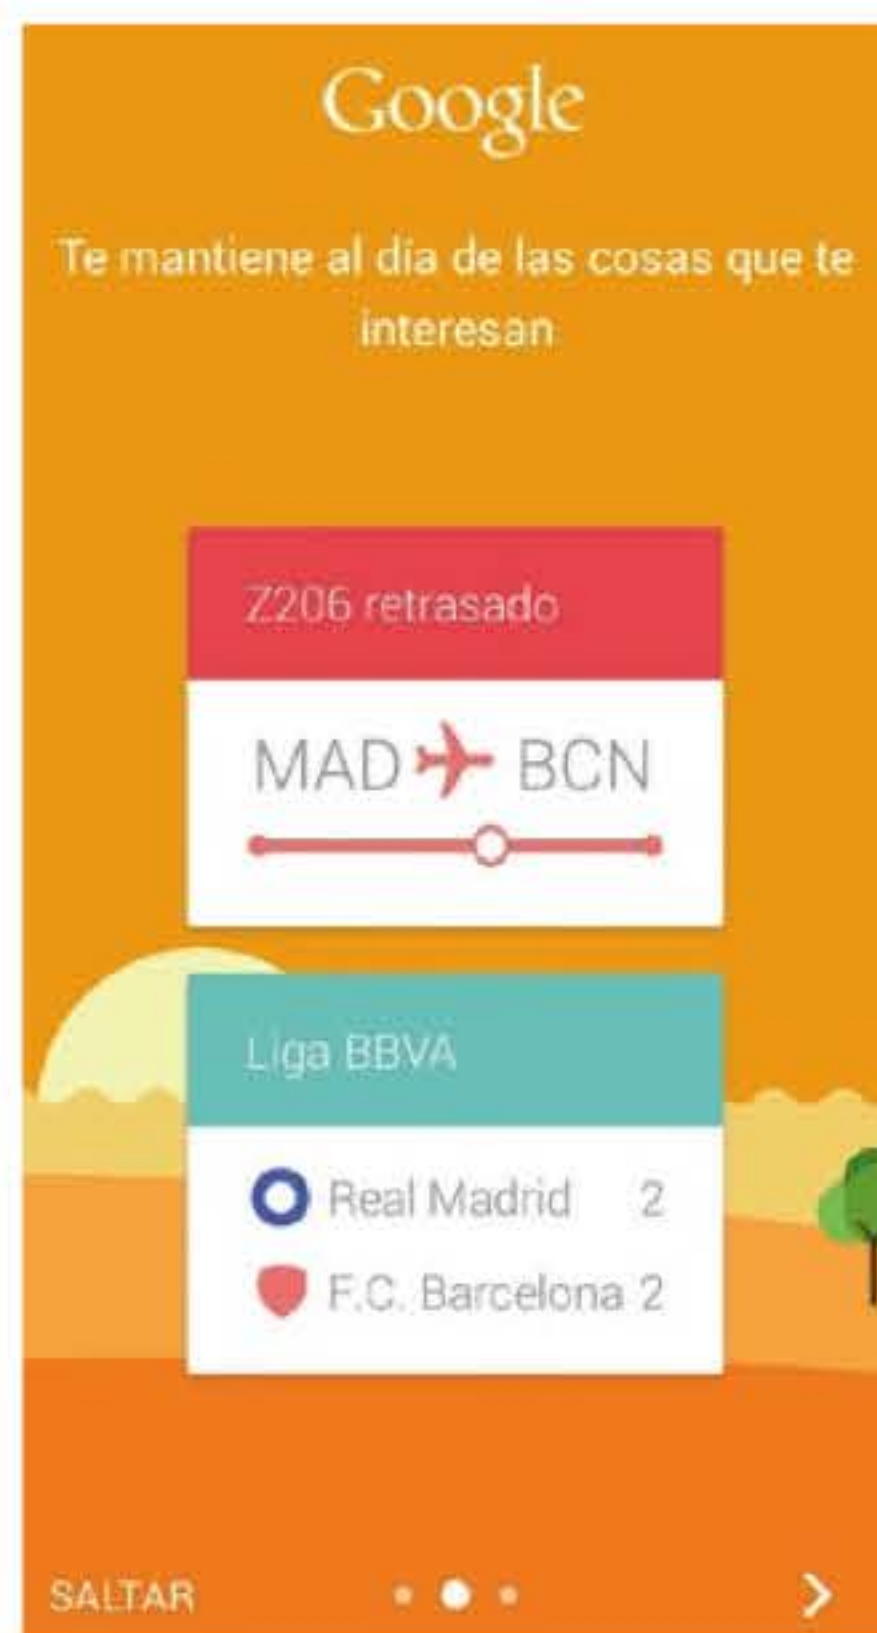 Google
Te mantiene al día de las cosas que te
interesan
Z206 retrasado
MAD BCN
Liga BBVA
Real Madrid 2
F.C. Barcelona 2
SALTAR